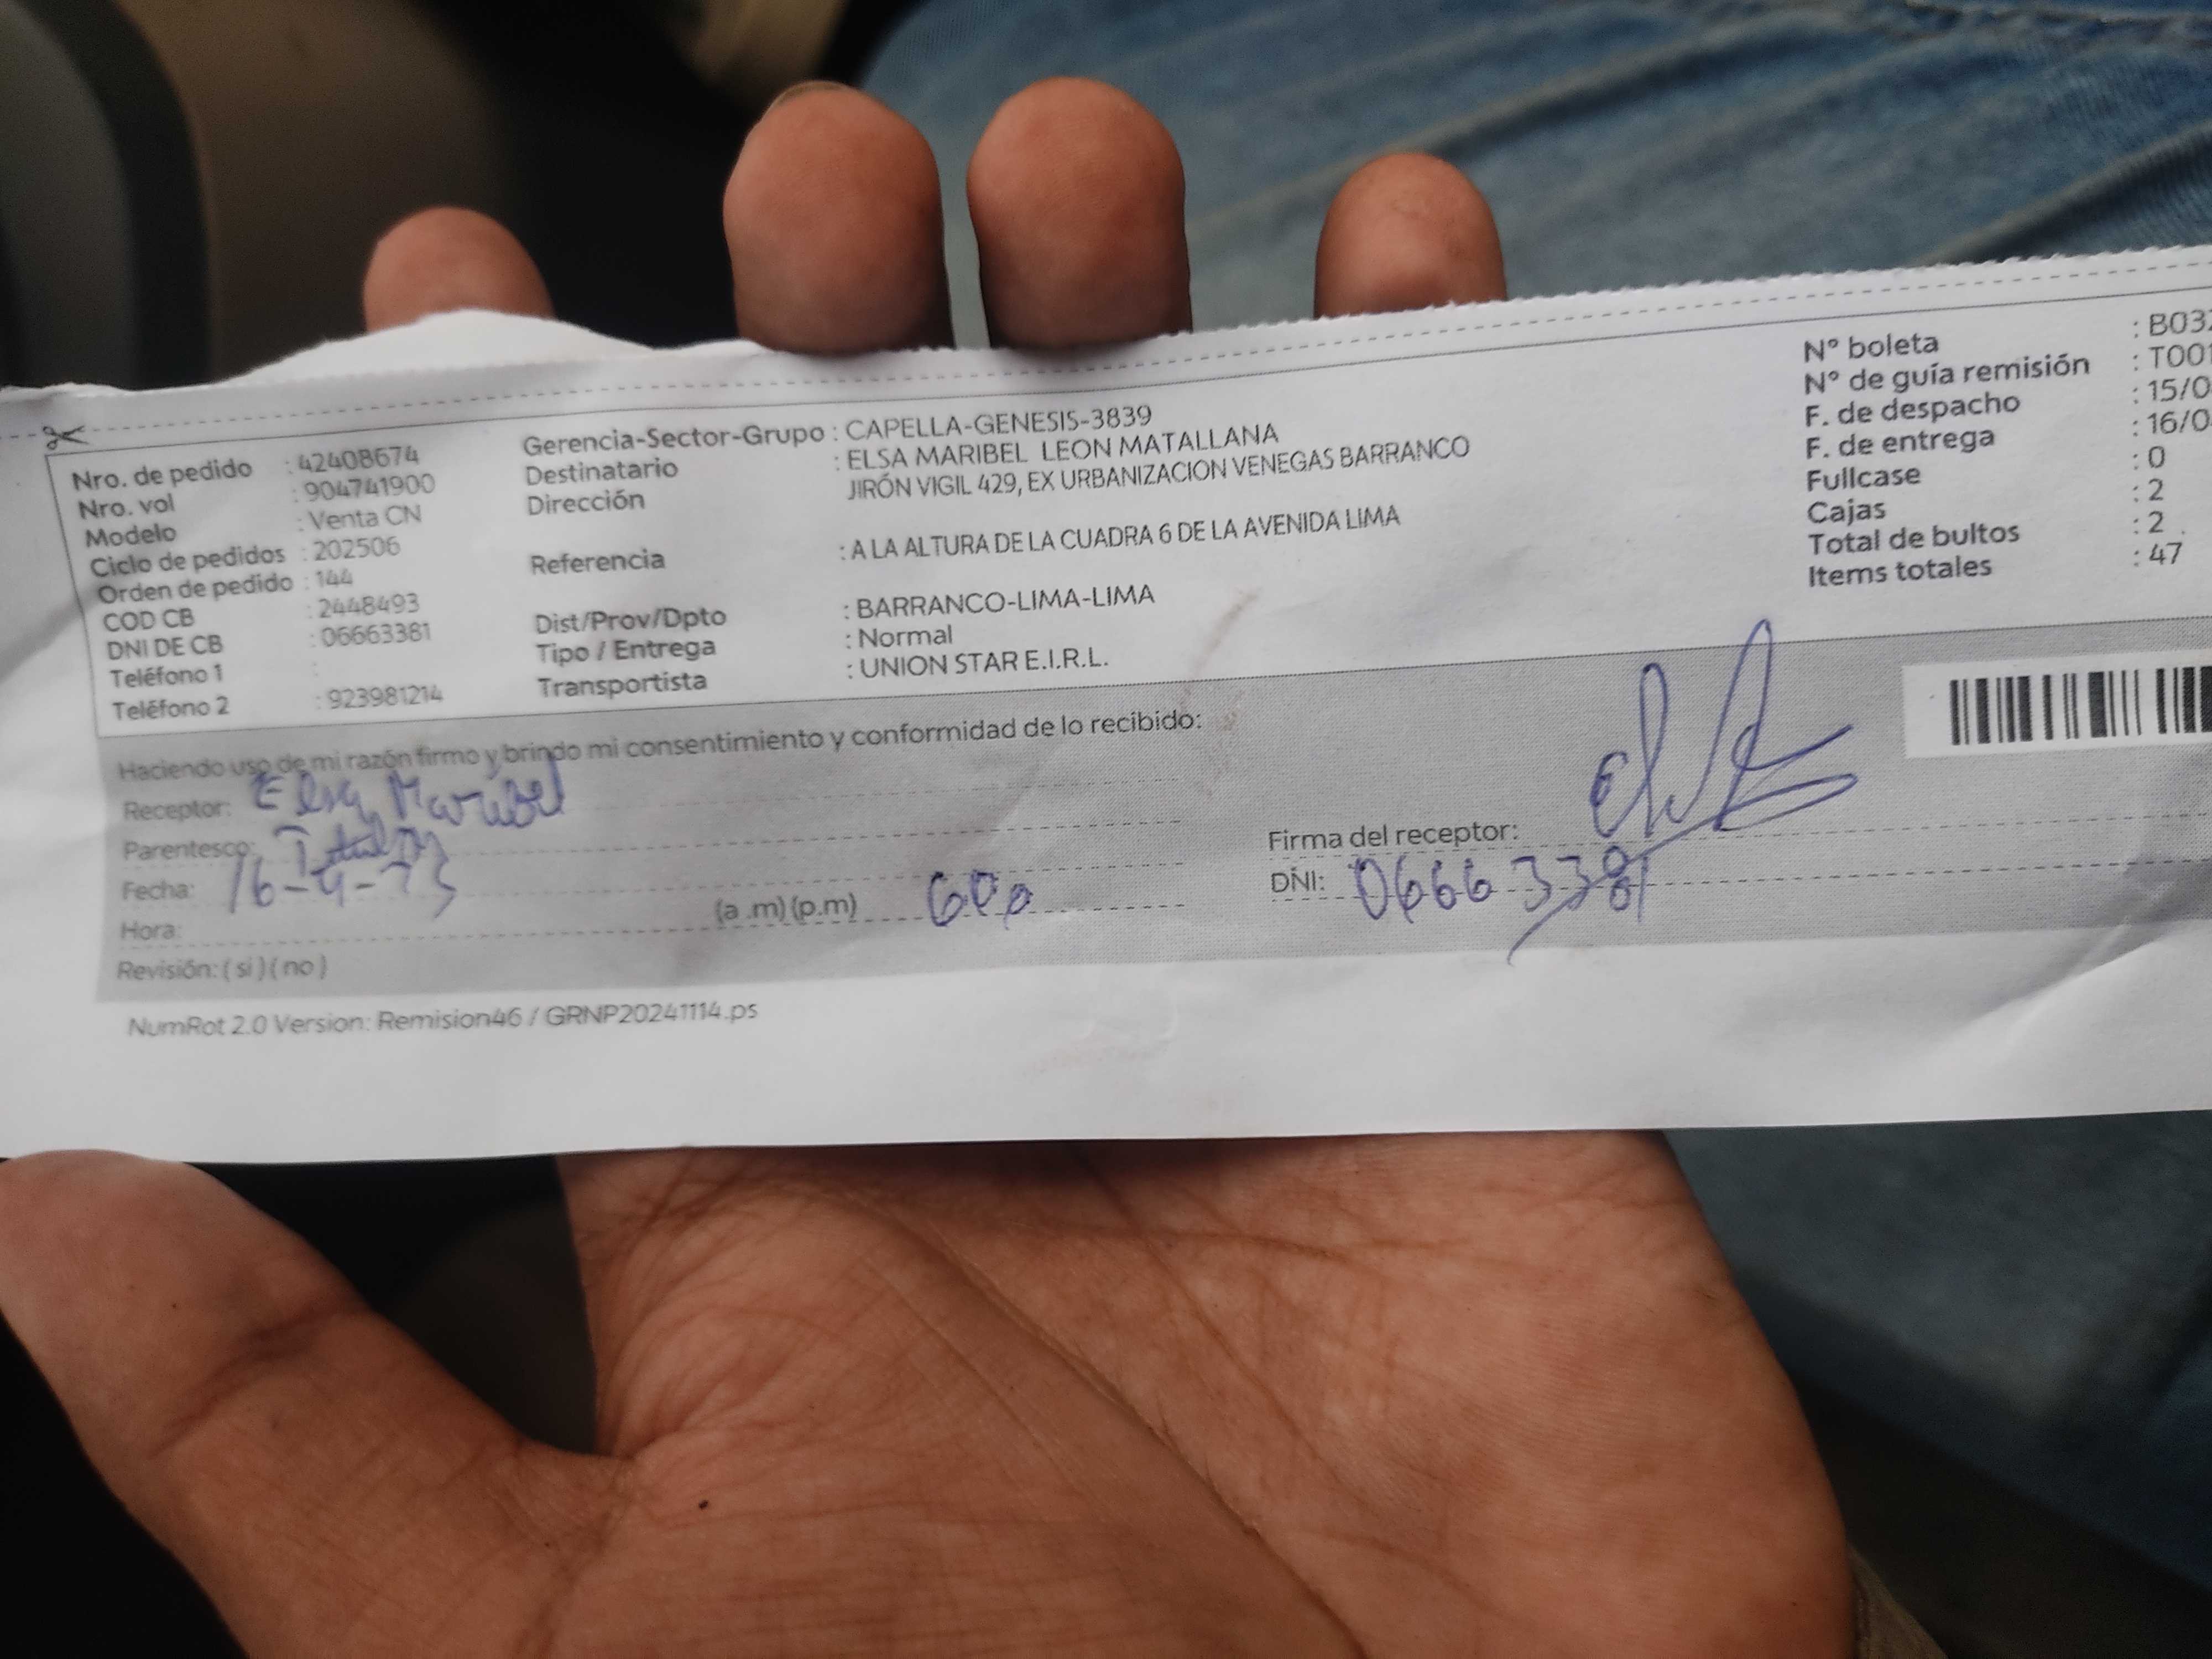 Nro. de pedido : 42408674
Nro. vol : 904741900
Modelo : Venta CN
Ciclo de pedidos : 202506
Orden de pedido : 144
COD CB : 2448493
DNI DE CB : 06663381
Teléfono 1 :
Teléfono 2 : 923981214
Gerencia-Sector-Grupo : CAPELLA-GENESIS-3839
Destinatario : ELSA MARIBEL LEON MATALLANA
Dirección JIRÓN VIGIL 429, EX URBANIZACION VENEGAS BARRANCO
Referencia : A LA ALTURA DE LA CUADRA 6 DE LA AVENIDA LIMA
Dist/Prov/Dpto : BARRANCO-LIMA-LIMA
Tipo / Entrega : Normal
Transportista : UNION STAR E.I.R.L.
N° boleta : B03
N° de guía remisión : T001
F. de despacho : 15/0
F. de entrega : 16/0
Fullcase : 0
Cajas : 2
Total de bultos : 2
Items totales : 47
Haciendo uso de mi razón firmo y brindo mi consentimiento y conformidad de lo recibido:
Receptor: Elsa Maribel
Parentesco: Titular
Fecha: 16-4-
Hora: (a .m) (p.m)
Revisión: ( si ) ( no )
Firma del receptor:
DNI: 06663381
NumRot 2.0 Version: Remision46 / GRNP20241114.ps